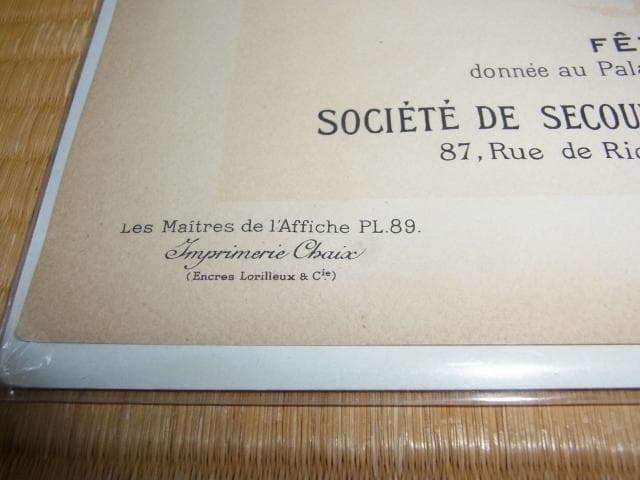 FÊ
donnée au Pala
SOCIÉTÉ DE SECOU
87, Rue de Ric
Les Maîtres de l'Affiche PL.89.
Imprimerie Chaix
(Encres Lorilleux & Cie.)